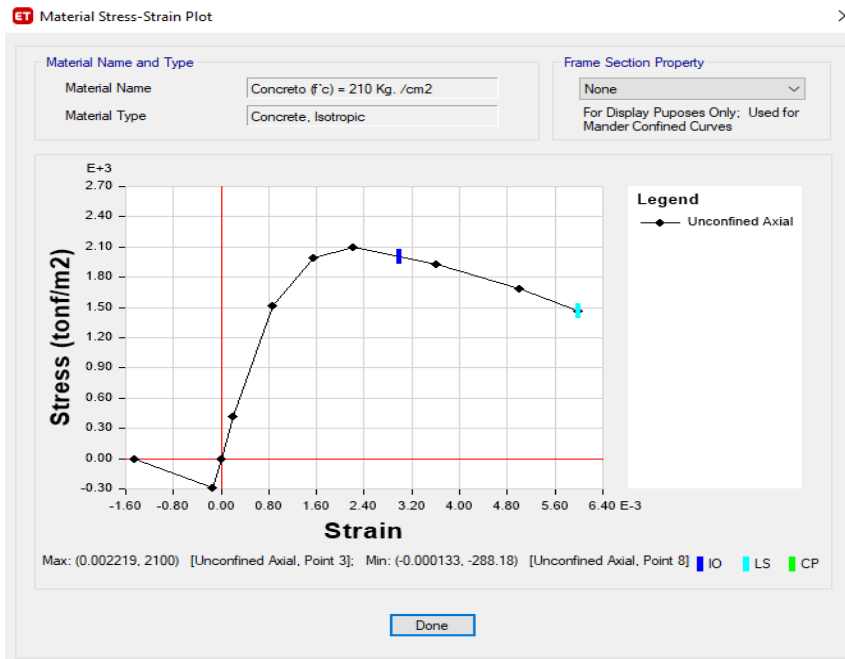 ET Material Stress-Strain Plot
Material Name and Type
Material Name Concreto (f`c) = 210 Kg. /cm2
Material Type Concrete, Isotropic
Frame Section Property
None
For Display Puposes Only; Used for
Mander Confined Curves
E+3
2.70
2.40
2.10
1.80
1.50
1.20
0.90
0.60
0.30
0.00
-0.30
Stress (tonf/m2)
-1.60 -0.80 0.00 0.80 1.60 2.40 3.20 4.00 4.80 5.60 6.40 E-3
Strain
Legend
Unconfined Axial
Max: (0.002219, 2100) [Unconfined Axial, Point 3]; Min: (-0.000133, -288.18) [Unconfined Axial, Point 8] IO LS CP
Done